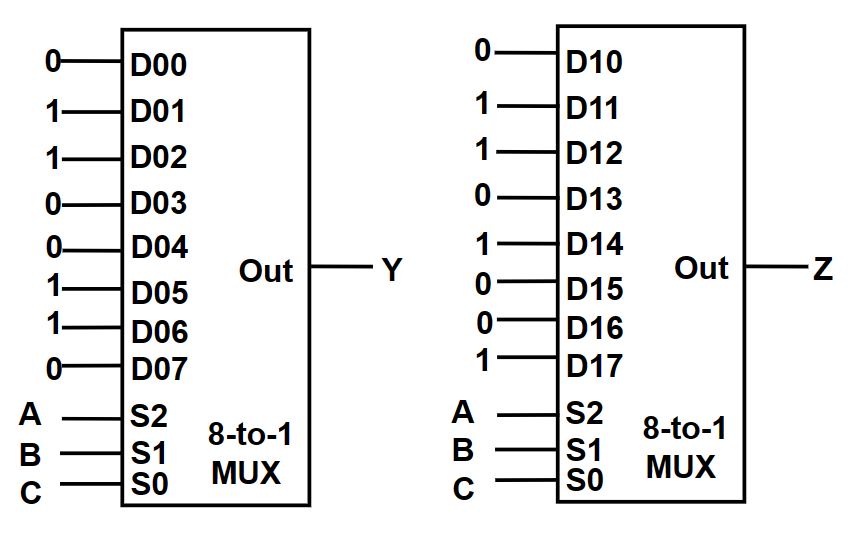 0 D00
1 D01
1 D02
0 D03
0 D04
Out Y
1 D05
1 D06
0 D07
A S2
8-to-1
B S1
MUX
C S0
0 D10
1 D11
1 D12
0 D13
1 D14
Out Z
0 D15
0 D16
1 D17
A S2
8-to-1
B S1
MUX
C S0